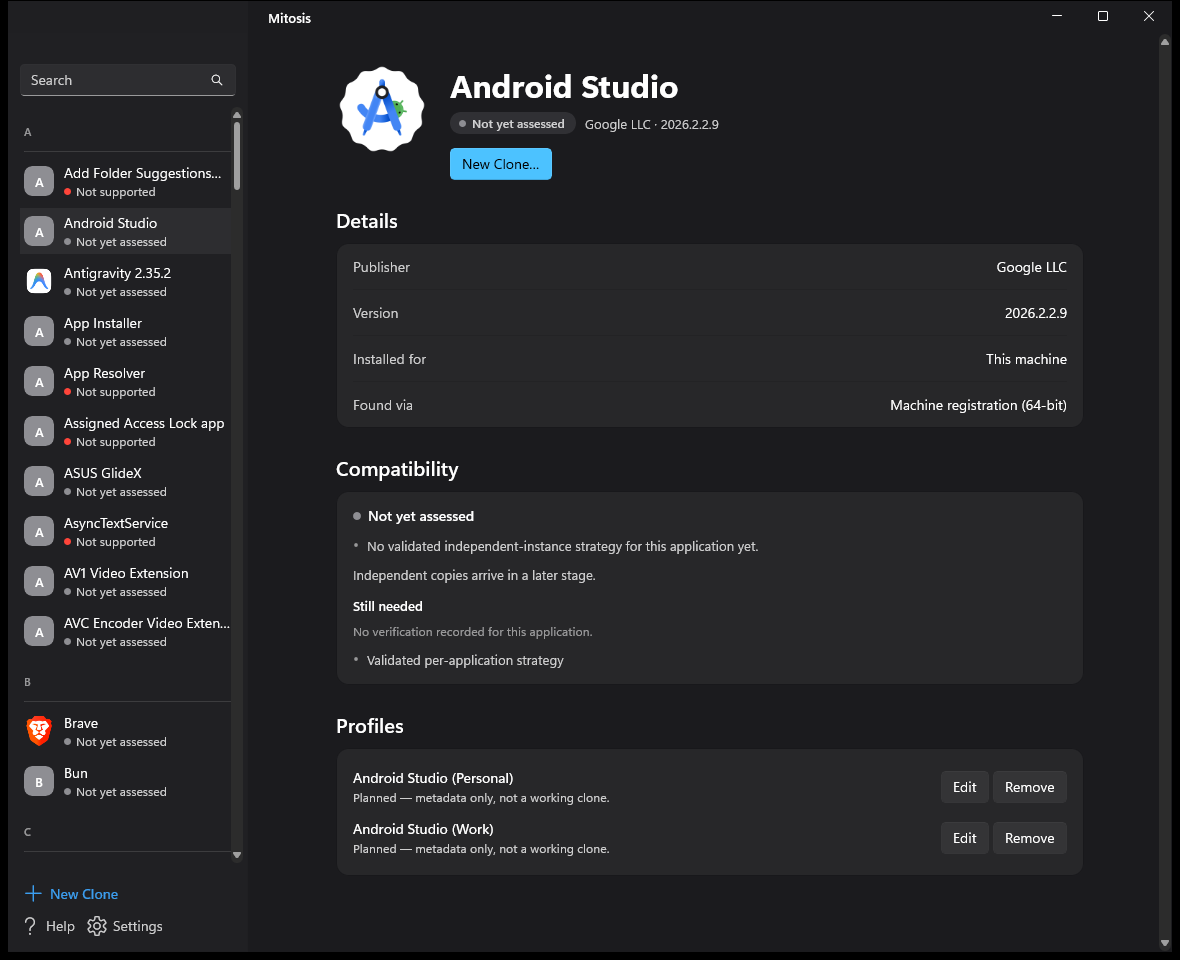 Mitosis
Search
A
A
Add Folder Suggestions...
Not supported
A
Android Studio
Not yet assessed
Antigravity 2.35.2
Not yet assessed
A
App Installer
Not yet assessed
A
App Resolver
Not supported
A
Assigned Access Lock app
Not supported
A
ASUS GlideX
Not yet assessed
A
AsyncTextService
Not supported
A
AV1 Video Extension
Not yet assessed
A
AVC Encoder Video Exten...
Not yet assessed
B
Brave
Not yet assessed
B
Bun
Not yet assessed
C
New Clone
Help
Settings
Android Studio
Not yet assessed
Google LLC · 2026.2.2.9
New Clone...
Details
Publisher Google LLC
Version 2026.2.2.9
Installed for This machine
Found via Machine registration (64-bit)
Compatibility
Not yet assessed
• No validated independent-instance strategy for this application yet.
Independent copies arrive in a later stage.
Still needed
No verification recorded for this application.
• Validated per-application strategy
Profiles
Android Studio (Personal)
Planned — metadata only, not a working clone.
Edit Remove
Android Studio (Work)
Planned — metadata only, not a working clone.
Edit Remove